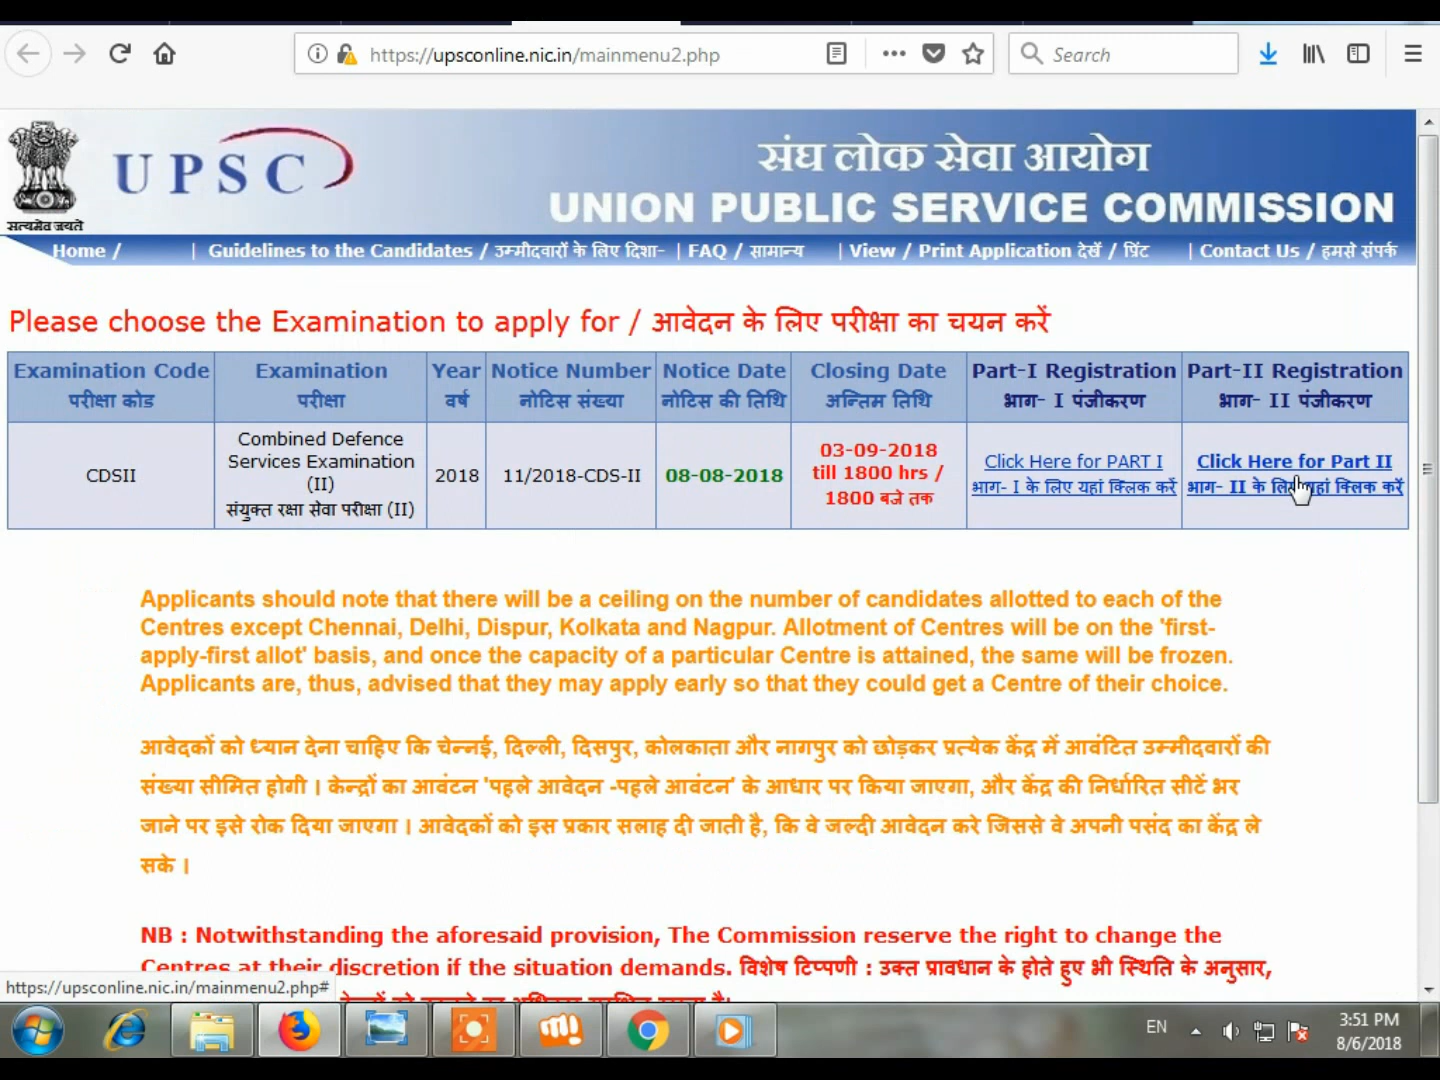 https://upsconline.nic.in/mainmenu2.php
Search
सत्यमेव जयते
UPSC
संघ लोक सेवा आयोग
UNION PUBLIC SERVICE COMMISSION
Home / | Guidelines to the Candidates / उम्मीदवारों के लिए दिशा- | FAQ / सामान्य | View / Print Application देखें / प्रिंट | Contact Us / हमसे संपर्क
Please choose the Examination to apply for / आवेदन के लिए परीक्षा का चयन करें
Examination Code Examination Year Notice Number Notice Date Closing Date Part-I Registration Part-II Registration
परीक्षा कोड परीक्षा वर्ष नोटिस संख्या नोटिस की तिथि अन्तिम तिथि भाग- I पंजीकरण भाग- II पंजीकरण
CDSII
Combined Defence
Services Examination
(II)
संयुक्त रक्षा सेवा परीक्षा (II)
2018
11/2018-CDS-II
08-08-2018
03-09-2018
till 1800 hrs /
1800 बजे तक
Click Here for PART I
भाग- I के लिए यहां क्लिक करें
Click Here for Part II
भाग- II के लिए यहां क्लिक करें
Applicants should note that there will be a ceiling on the number of candidates allotted to each of the
Centres except Chennai, Delhi, Dispur, Kolkata and Nagpur. Allotment of Centres will be on the 'first-
apply-first allot' basis, and once the capacity of a particular Centre is attained, the same will be frozen.
Applicants are, thus, advised that they may apply early so that they could get a Centre of their choice.
आवेदकों को ध्यान देना चाहिए कि चेन्नई, दिल्ली, दिसपुर, कोलकाता और नागपुर को छोड़कर प्रत्येक केंद्र में आवंटित उम्मीदवारों की
संख्या सीमित होगी । केन्द्रों का आवंटन 'पहले आवेदन -पहले आवंटन' के आधार पर किया जाएगा, और केंद्र की निर्धारित सीटें भर
जाने पर इसे रोक दिया जाएगा । आवेदकों को इस प्रकार सलाह दी जाती है, कि वे जल्दी आवेदन करे जिससे वे अपनी पसंद का केंद्र ले
सके ।
NB : Notwithstanding the aforesaid provision, The Commission reserve the right to change the
Centres at their discretion if the situation demands. विशेष टिप्पणी : उक्त प्रावधान के होते हुए भी स्थिति के अनुसार,
https://upsconline.nic.in/mainmenu2.php#
EN
3:51 PM
8/6/2018